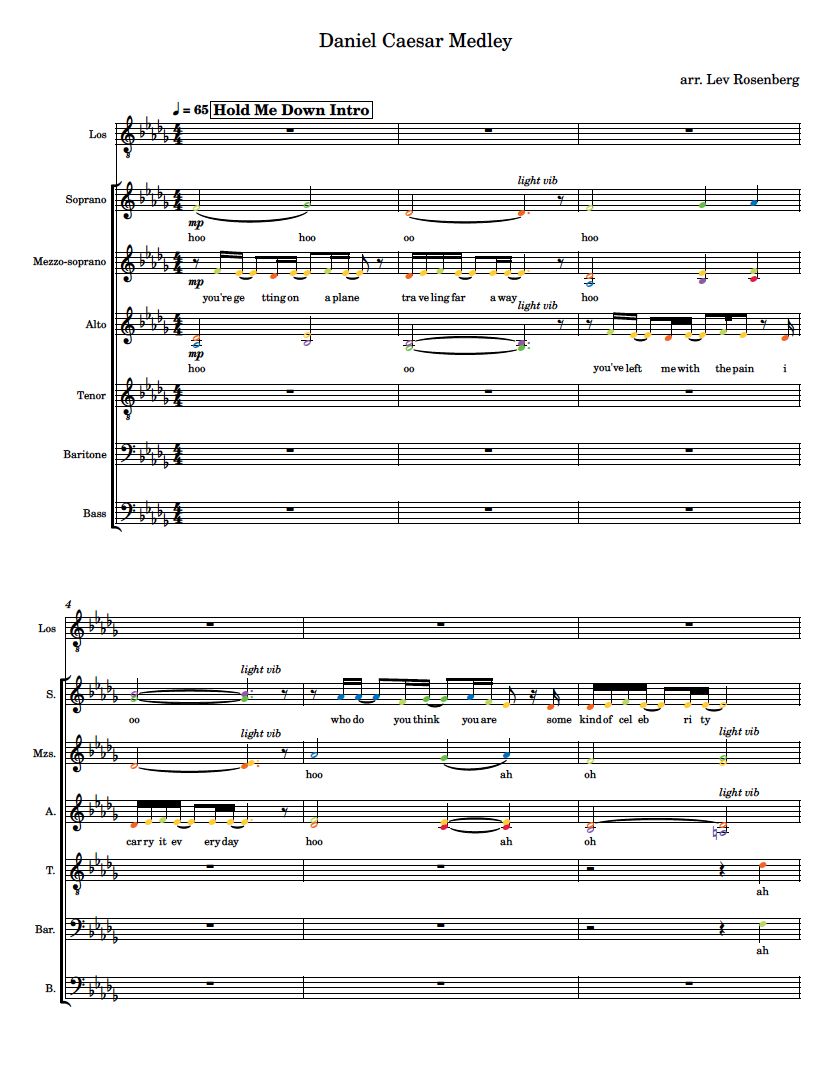 Daniel Caesar Medley
arr. Lev Rosenberg
♩ = 65 Hold Me Down Intro
Los
light vib
Soprano
mp
hoo hoo oo hoo
Mezzo-soprano
mp
you're ge tting on a plane tra ve ling far a way hoo
light vib
Alto
mp
hoo oo you've left me with the pain i
Tenor
8
Baritone
Bass
4
Los
light vib
S.
oo who do you think you are some kind of cel eb ri ty
light vib light vib
Mzs.
hoo ah oh
light vib
A.
car ry it ev ery day hoo ah oh
T.
ah
Bar.
ah
B.